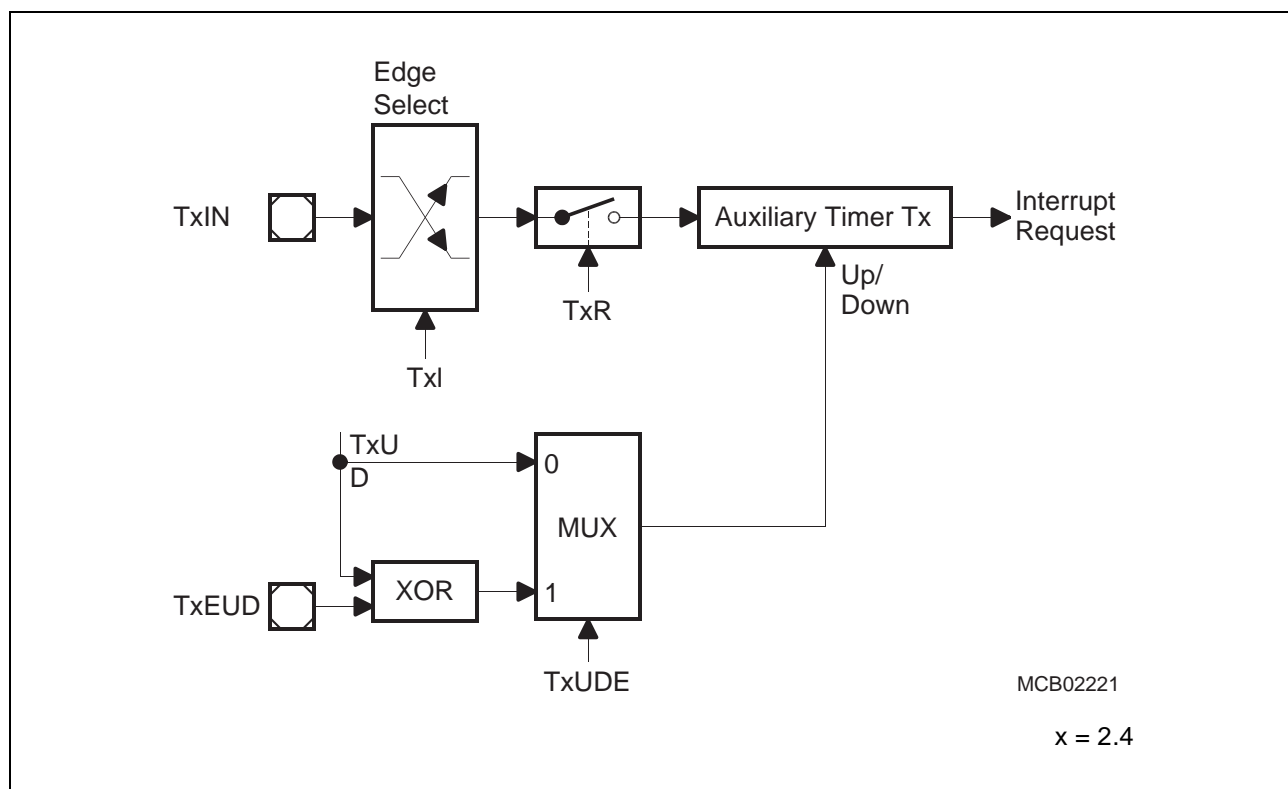 Edge
Select
TxIN
Auxiliary Timer Tx
Interrupt
Request
TxR
Up/
Down
TxI
TxU
D
0
MUX
XOR
1
TxEUD
TxUDE
MCB02221
x = 2.4